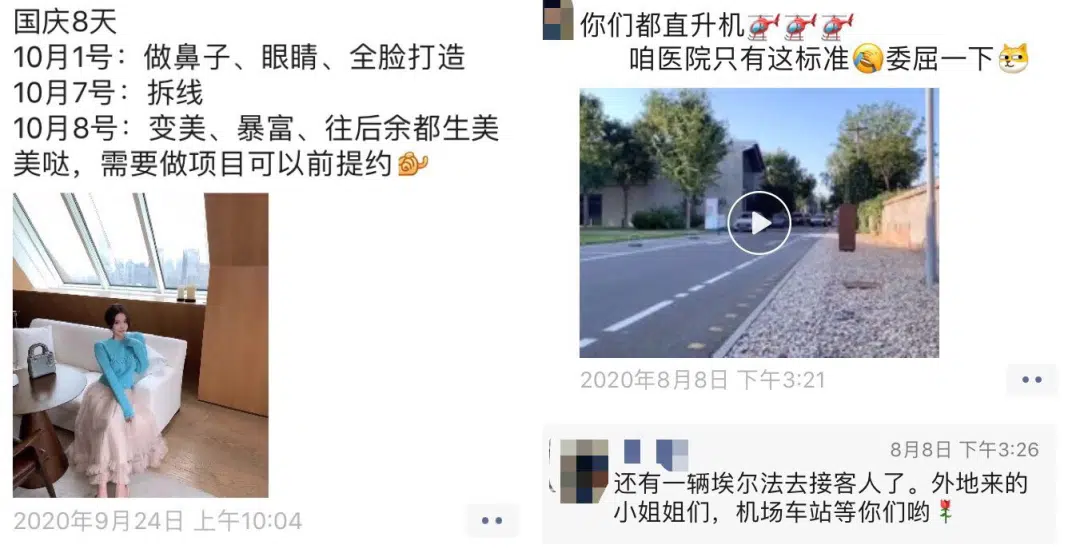 国庆8天
10月1号：做鼻子、眼睛、全脸打造
10月7号：拆线
10月8号：变美、暴富、往后余都生美
美哒，需要做项目可以前提约
2020年9月24日 上午10:04
你们都直升机🚁🚁🚁
咱医院只有这标准🤣委屈一下
2020年8月8日 下午3:21
8月8日 下午3:26
还有一辆埃尔法去接客人了。外地来的
小姐姐们，机场车站等你们哟🌹